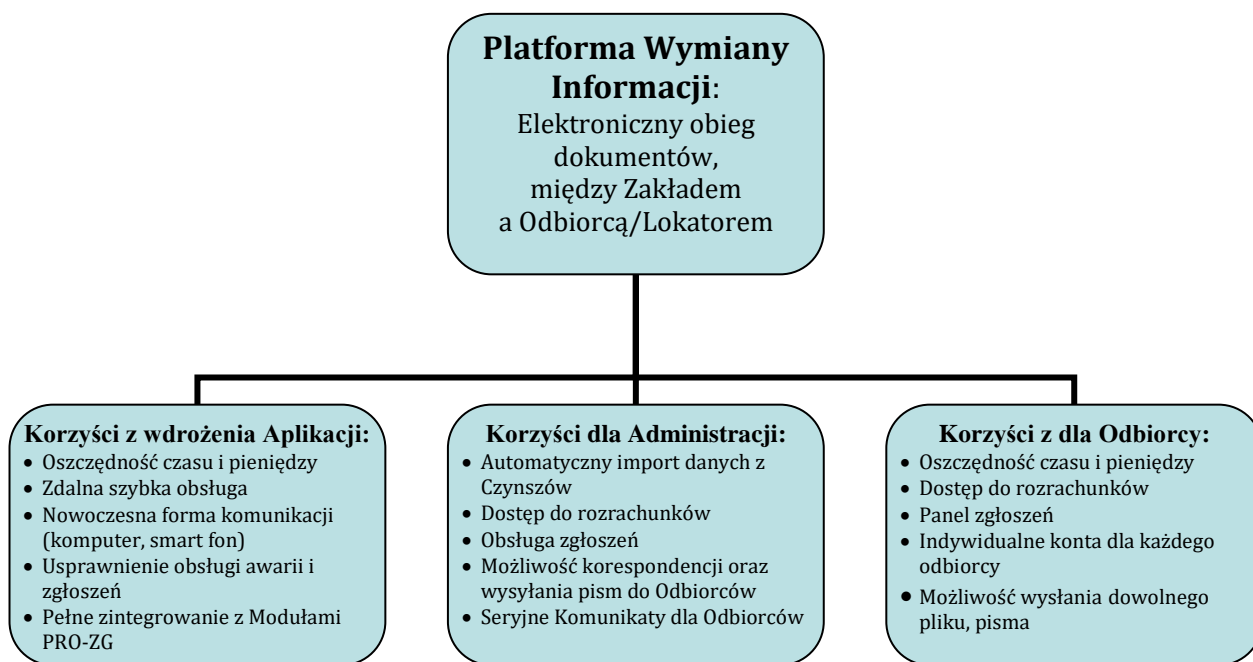 Platforma Wymiany
Informacji:
Elektroniczny obieg
dokumentów,
między Zakładem
a Odbiorcą/Lokatorem
Korzyści z wdrożenia Aplikacji:
• Oszczędność czasu i pieniędzy
• Zdalna szybka obsługa
• Nowoczesna forma komunikacji
(komputer, smart fon)
• Usprawnienie obsługi awarii i
zgłoszeń
• Pełne zintegrowanie z Modułami
PRO-ZG
Korzyści dla Administracji:
• Automatyczny import danych z
Czynszów
• Dostęp do rozrachunków
• Obsługa zgłoszeń
• Możliwość korespondencji oraz
wysyłania pism do Odbiorców
• Seryjne Komunikaty dla Odbiorców
Korzyści z dla Odbiorcy:
• Oszczędność czasu i pieniędzy
• Dostęp do rozrachunków
• Panel zgłoszeń
• Indywidualne konta dla każdego
odbiorcy
• Możliwość wysłania dowolnego
pliku, pisma